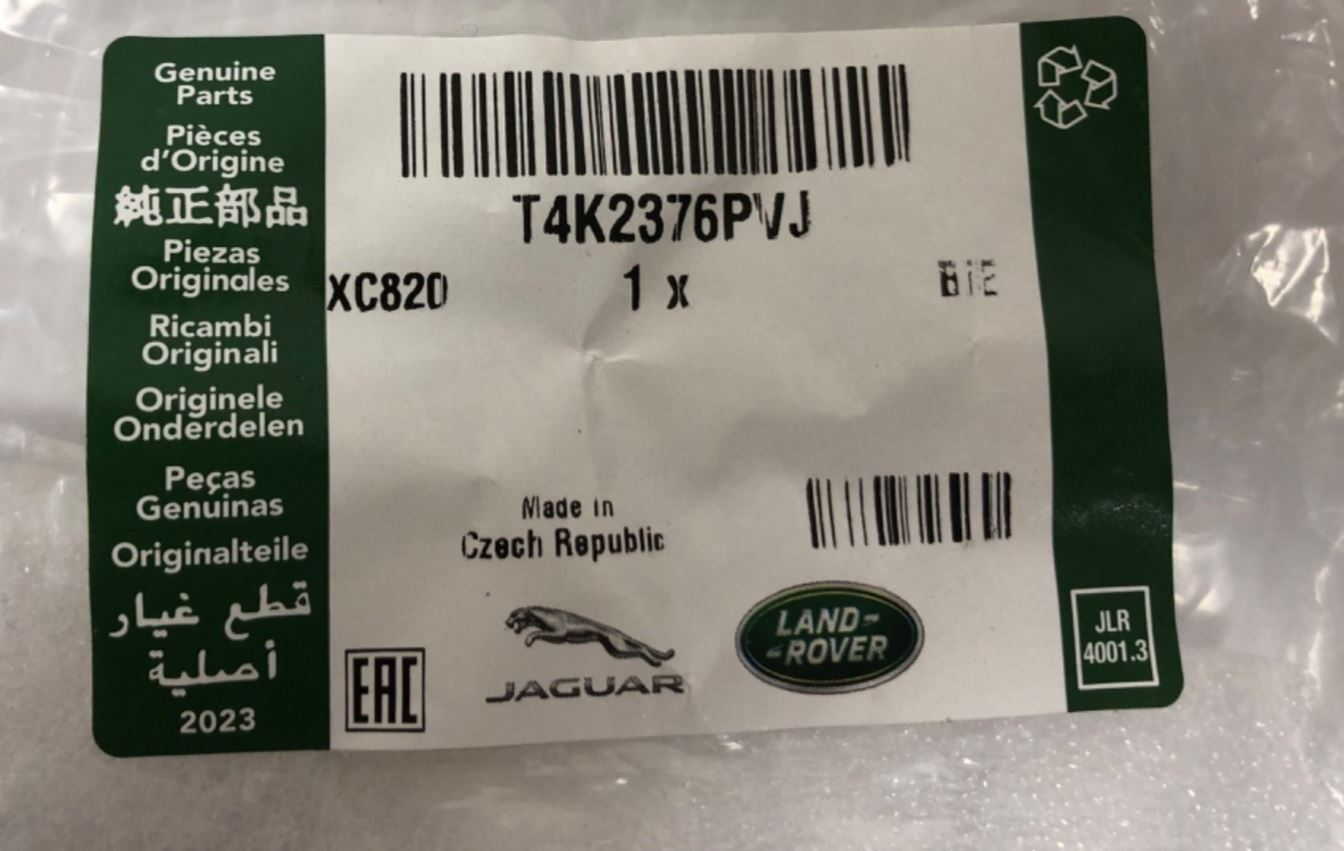 Genuine
Parts
Pièces
d'Origine
純正部品
Piezas
Originales
Ricambi
Originali
Originele
Onderdelen
Peças
Genuinas
Originalteile
قطع غيار
أصلية
2023
T4K2376PVJ
XC820
1 x
Made in
Czech Republic
EAC
JAGUAR
LAND-
-ROVER
JLR
4001.3